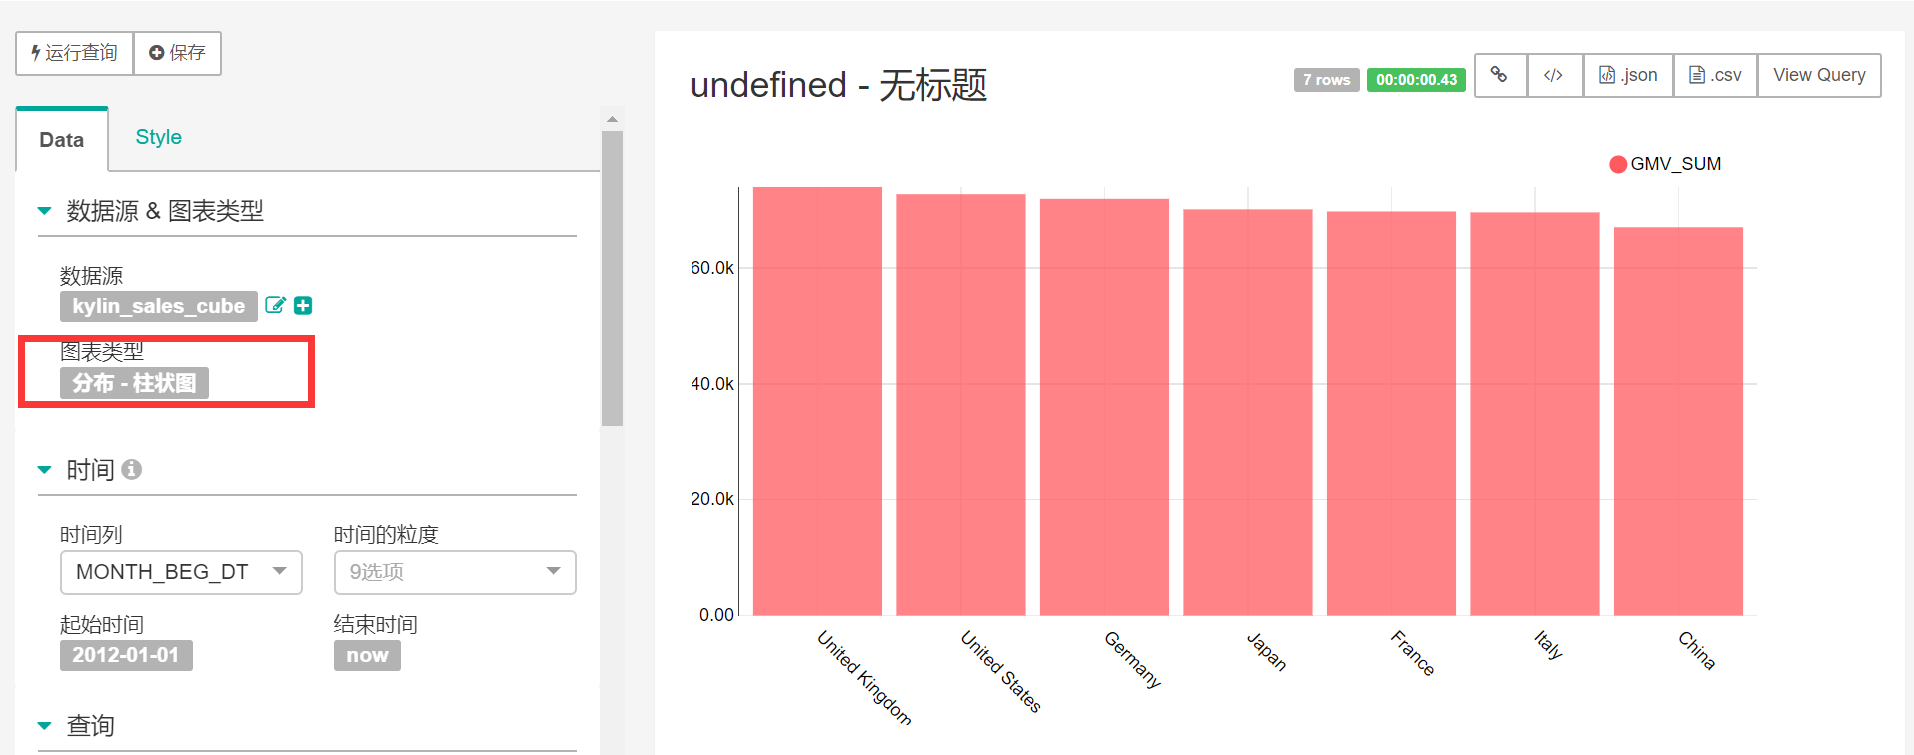 运行查询 保存
Data Style
数据源 & 图表类型
数据源
kylin_sales_cube
图表类型
分布 - 柱状图
时间
时间列 时间的粒度
MONTH_BEG_DT 9选项
起始时间 结束时间
2012-01-01 now
查询
undefined - 无标题
7 rows 00:00:00.43 </> .json .csv View Query
GMV_SUM
60.0k
40.0k
20.0k
0.00
United Kingdom
United States
Germany
Japan
France
Italy
China